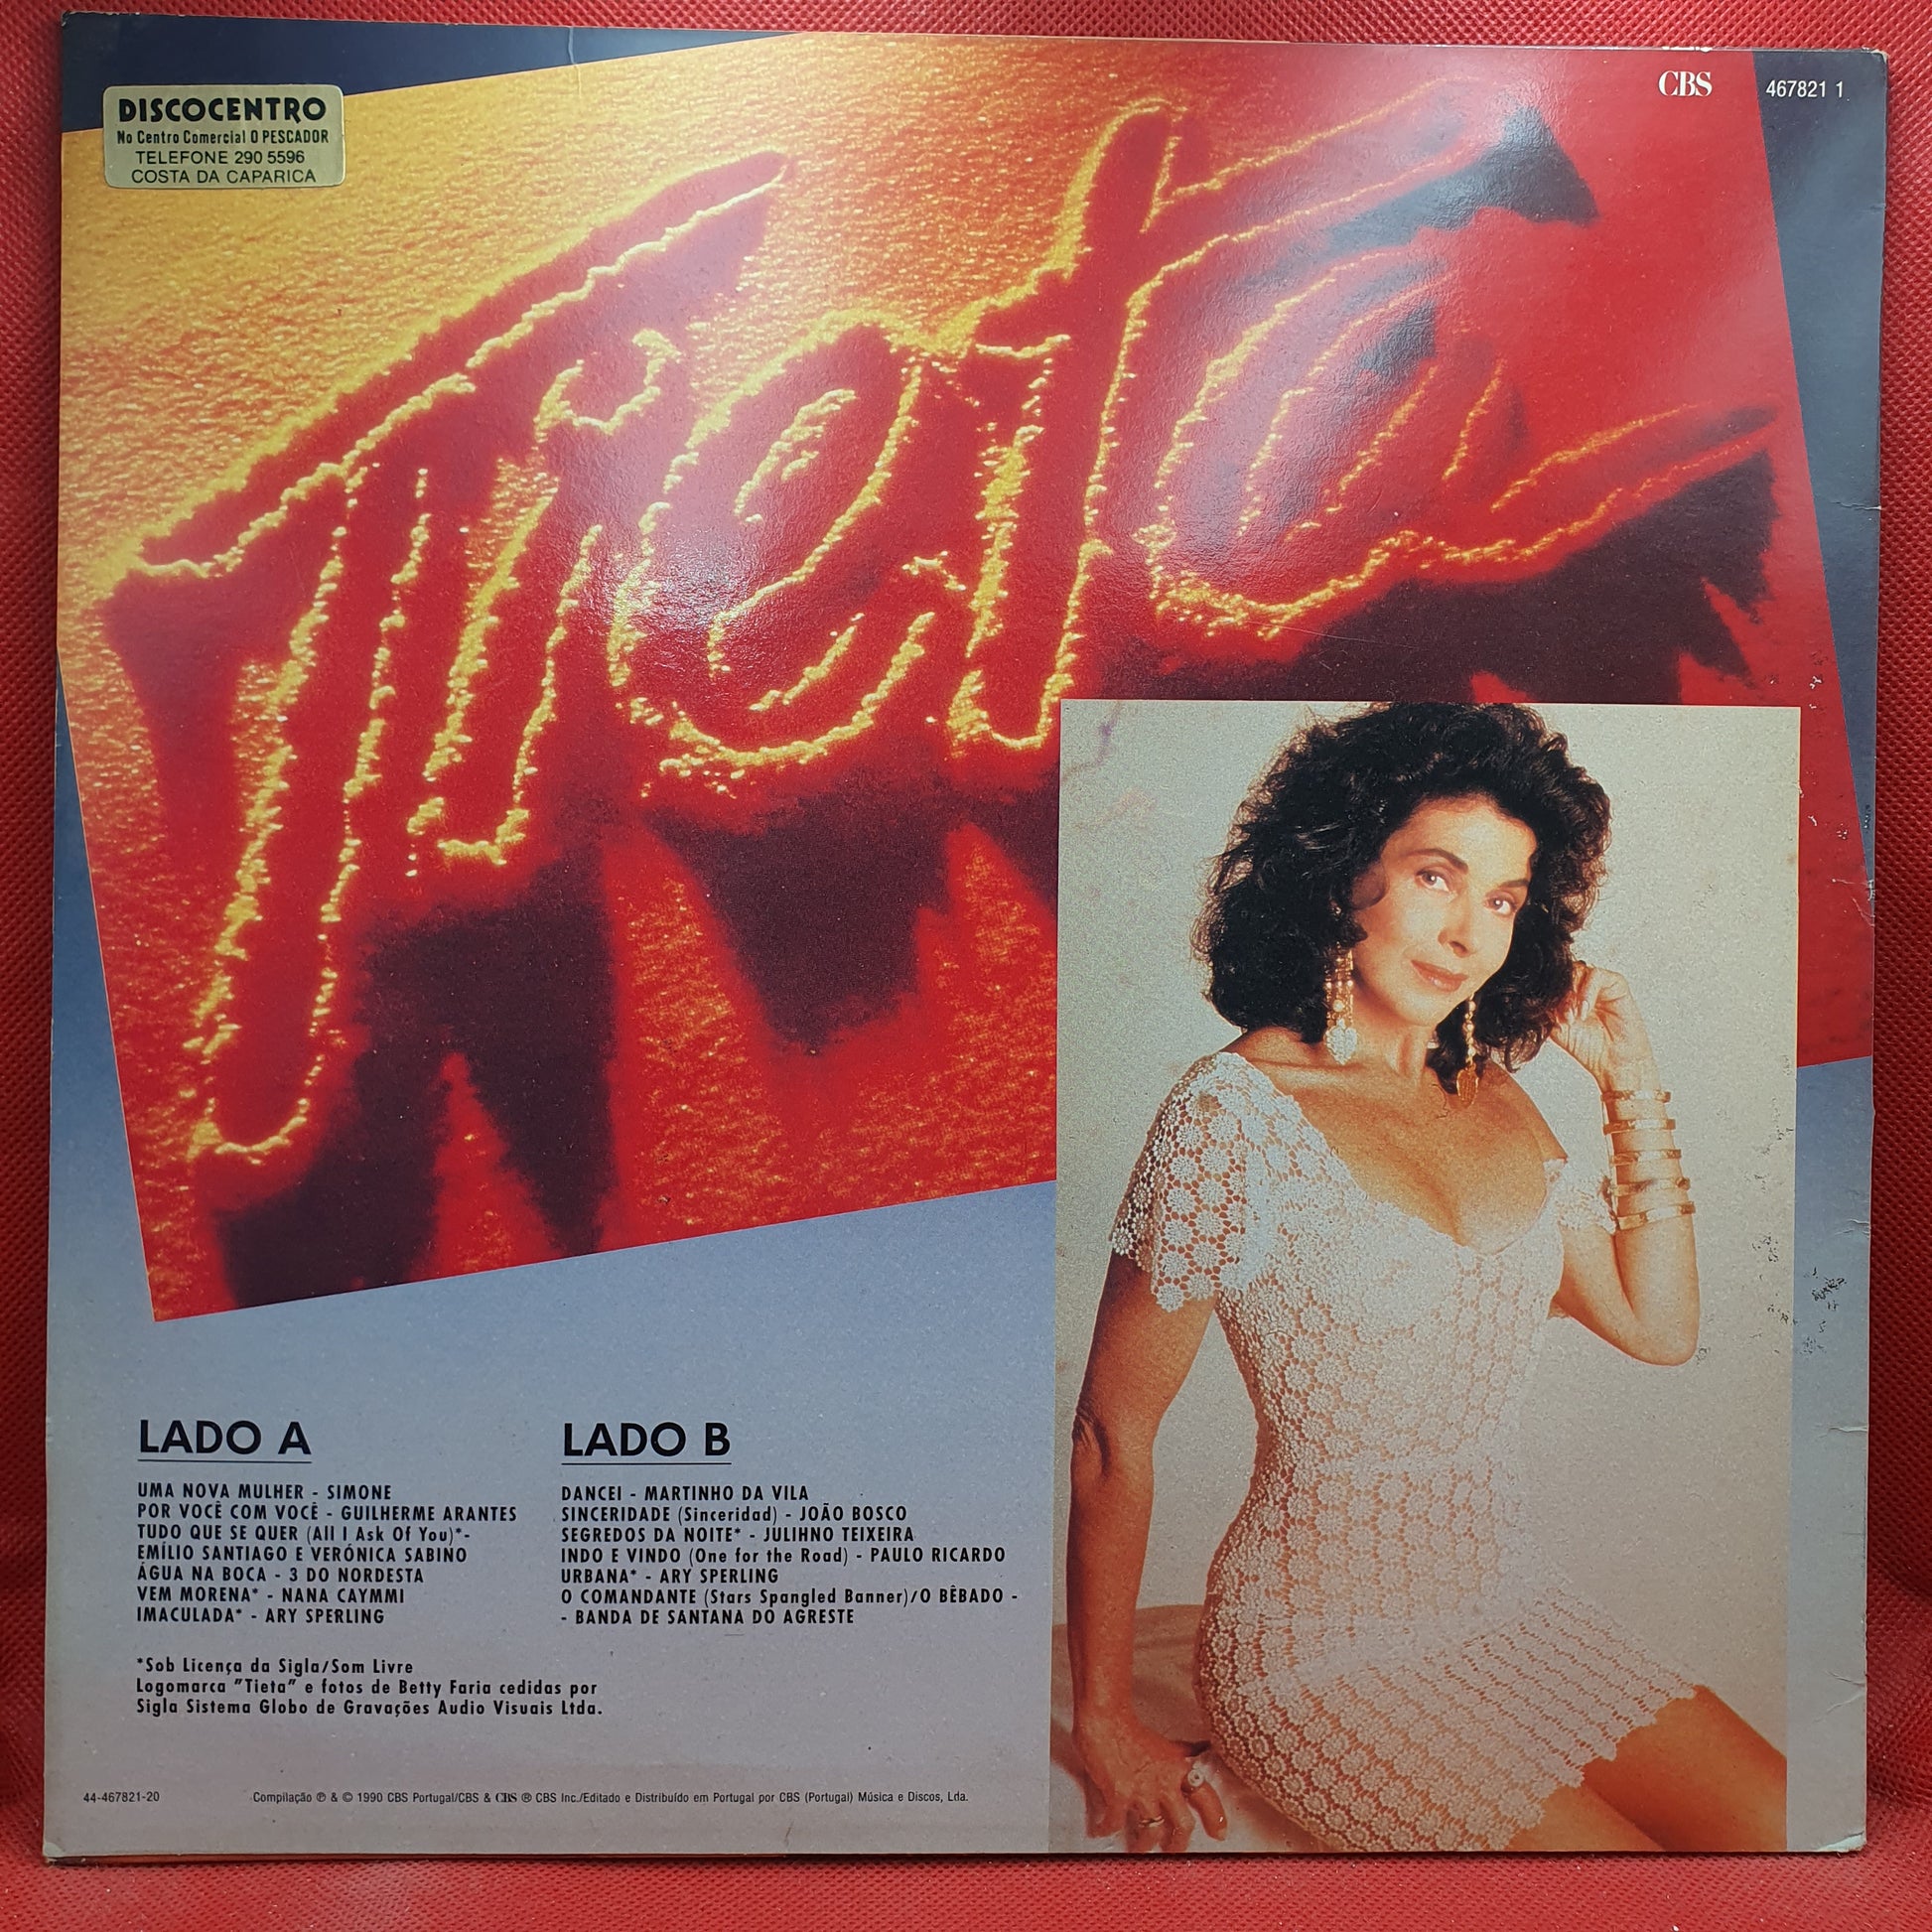 DISCOCENTRO
No Centro Comercial O PESCADOR
TELEFONE 290 5596
COSTA DA CAPARICA
CBS 467821 1
Tieta
LADO A
UMA NOVA MULHER - SIMONE
POR VOCÊ COM VOCÊ - GUILHERME ARANTES
TUDO QUE SE QUER (All I Ask Of You)*-
EMÍLIO SANTIAGO E VERÓNICA SABINO
ÁGUA NA BOCA - 3 DO NORDESTA
VEM MORENA* - NANA CAYMMI
IMACULADA* - ARY SPERLING
LADO B
DANCEI - MARTINHO DA VILA
SINCERIDADE (Sinceridad) - JOÃO BOSCO
SEGREDOS DA NOITE* - JULIHNO TEIXEIRA
INDO E VINDO (One for the Road) - PAULO RICARDO
URBANA* - ARY SPERLING
O COMANDANTE (Stars Spangled Banner)/O BÊBADO -
- BANDA DE SANTANA DO AGRESTE
*Sob Licença da Sigla/Som Livre
Logomarca "Tieta" e fotos de Betty Faria cedidas por
Sigla Sistema Globo de Gravações Audio Visuais Ltda.
44-467821-20
Compilação ℗ & © 1990 CBS Portugal/CBS & CBS ® CBS Inc./Editado e Distribuído em Portugal por CBS (Portugal) Música e Discos, Lda.